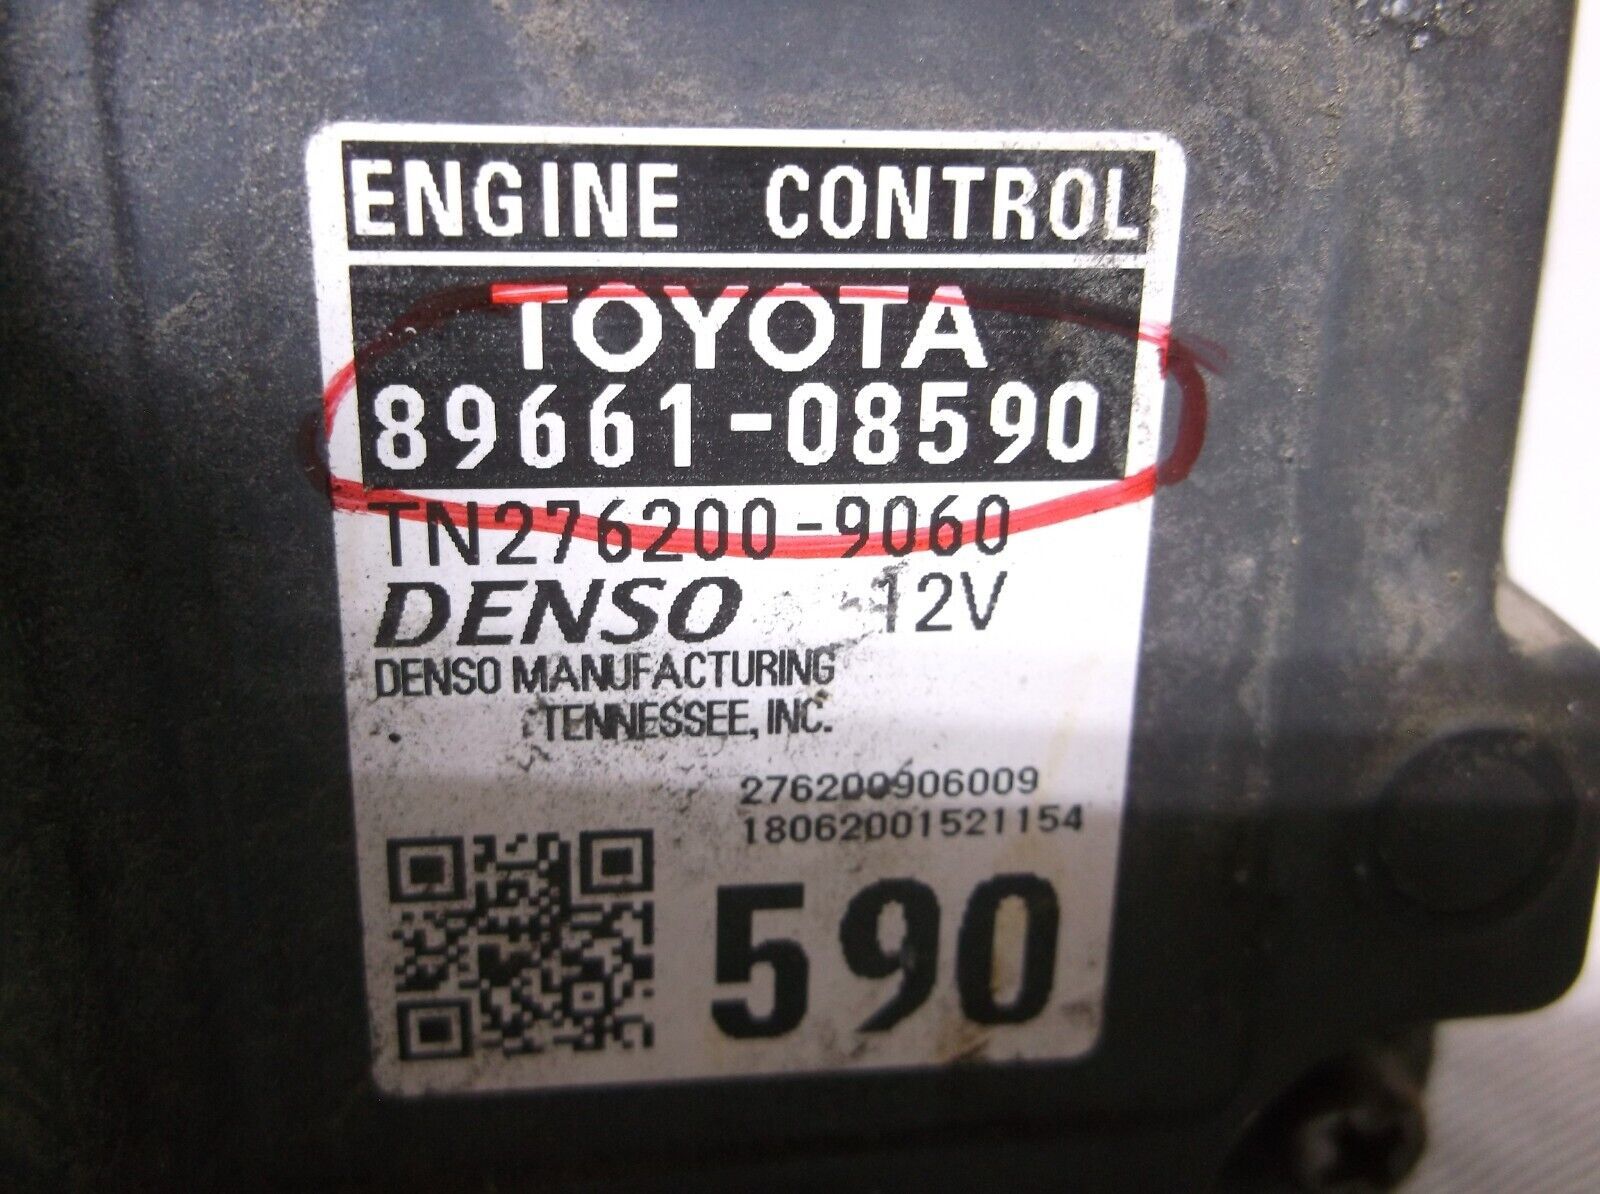 ENGINE CONTROL
TOYOTA
89661-08590
TN276200-9060
DENSO 12V
DENSO MANUFACTURING
TENNESSEE, INC.
276200906009
18062001521154
590